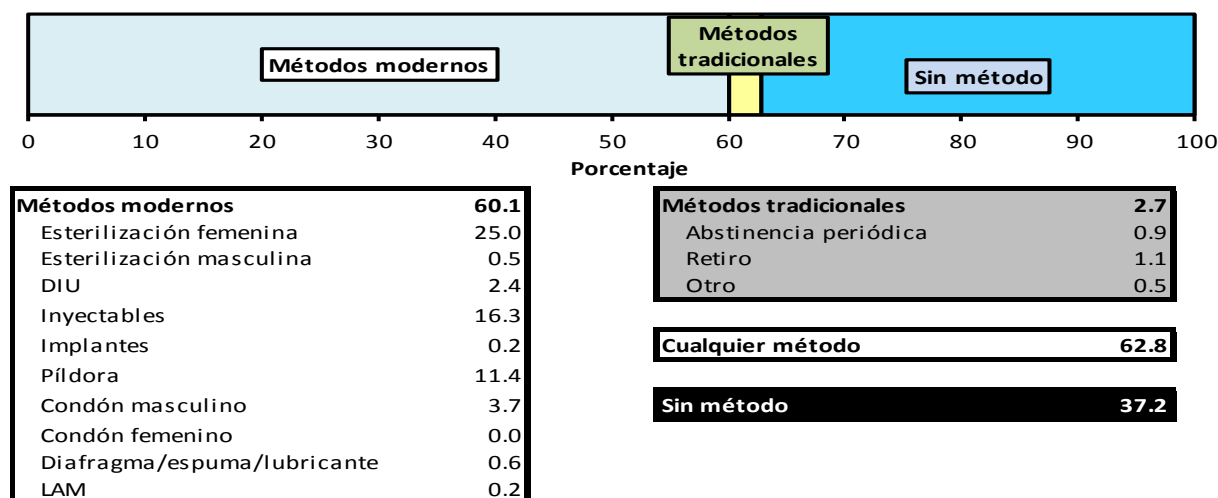 Métodos modernos
Métodos
tradicionales
Sin método
0 10 20 30 40 50 60 70 80 90 100
Porcentaje
Métodos modernos 60.1
Esterilización femenina 25.0
Esterilización masculina 0.5
DIU 2.4
Inyectables 16.3
Implantes 0.2
Píldora 11.4
Condón masculino 3.7
Condón femenino 0.0
Diafragma/espuma/lubricante 0.6
LAM 0.2
Métodos tradicionales 2.7
Abstinencia periódica 0.9
Retiro 1.1
Otro 0.5
Cualquier método 62.8
Sin método 37.2